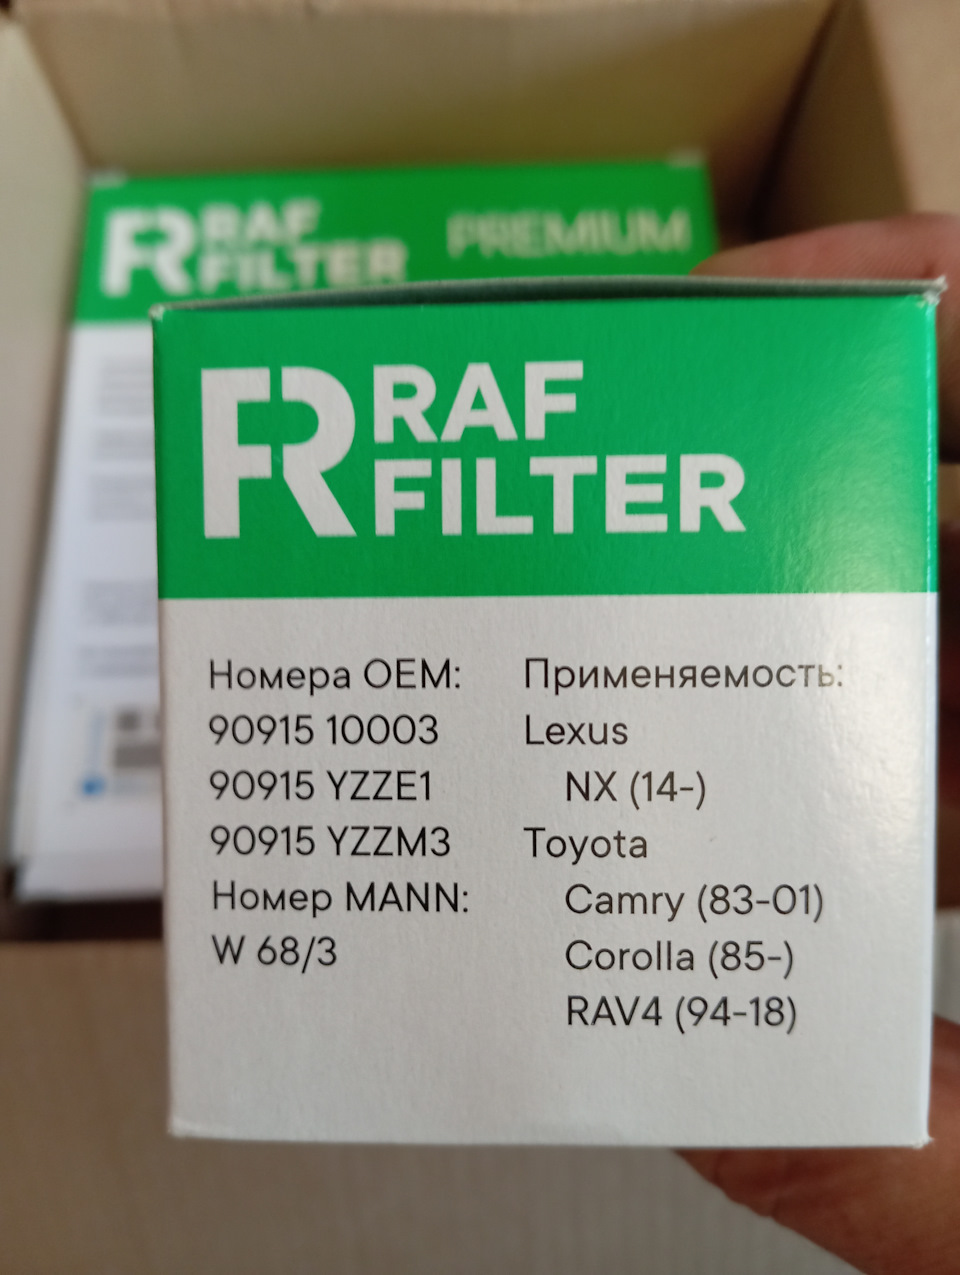 RAF
FILTER
PREMIUM
RAF
FILTER
Номера OEM:
90915 10003
90915 YZZE1
90915 YZZM3
Номер MANN:
W 68/3
Применяемость:
Lexus
NX (14-)
Toyota
Camry (83-01)
Corolla (85-)
RAV4 (94-18)